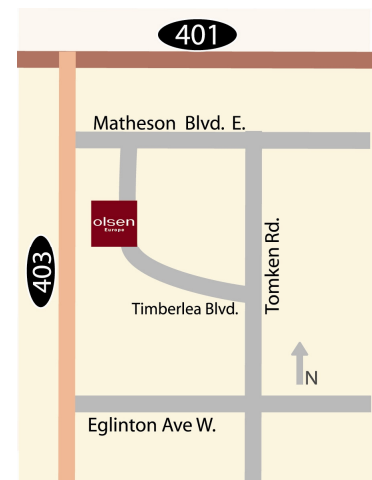 401
Matheson Blvd. E.
olsen
Europe
403
Tomken Rd.
Timberlea Blvd.
N
Eglinton Ave W.